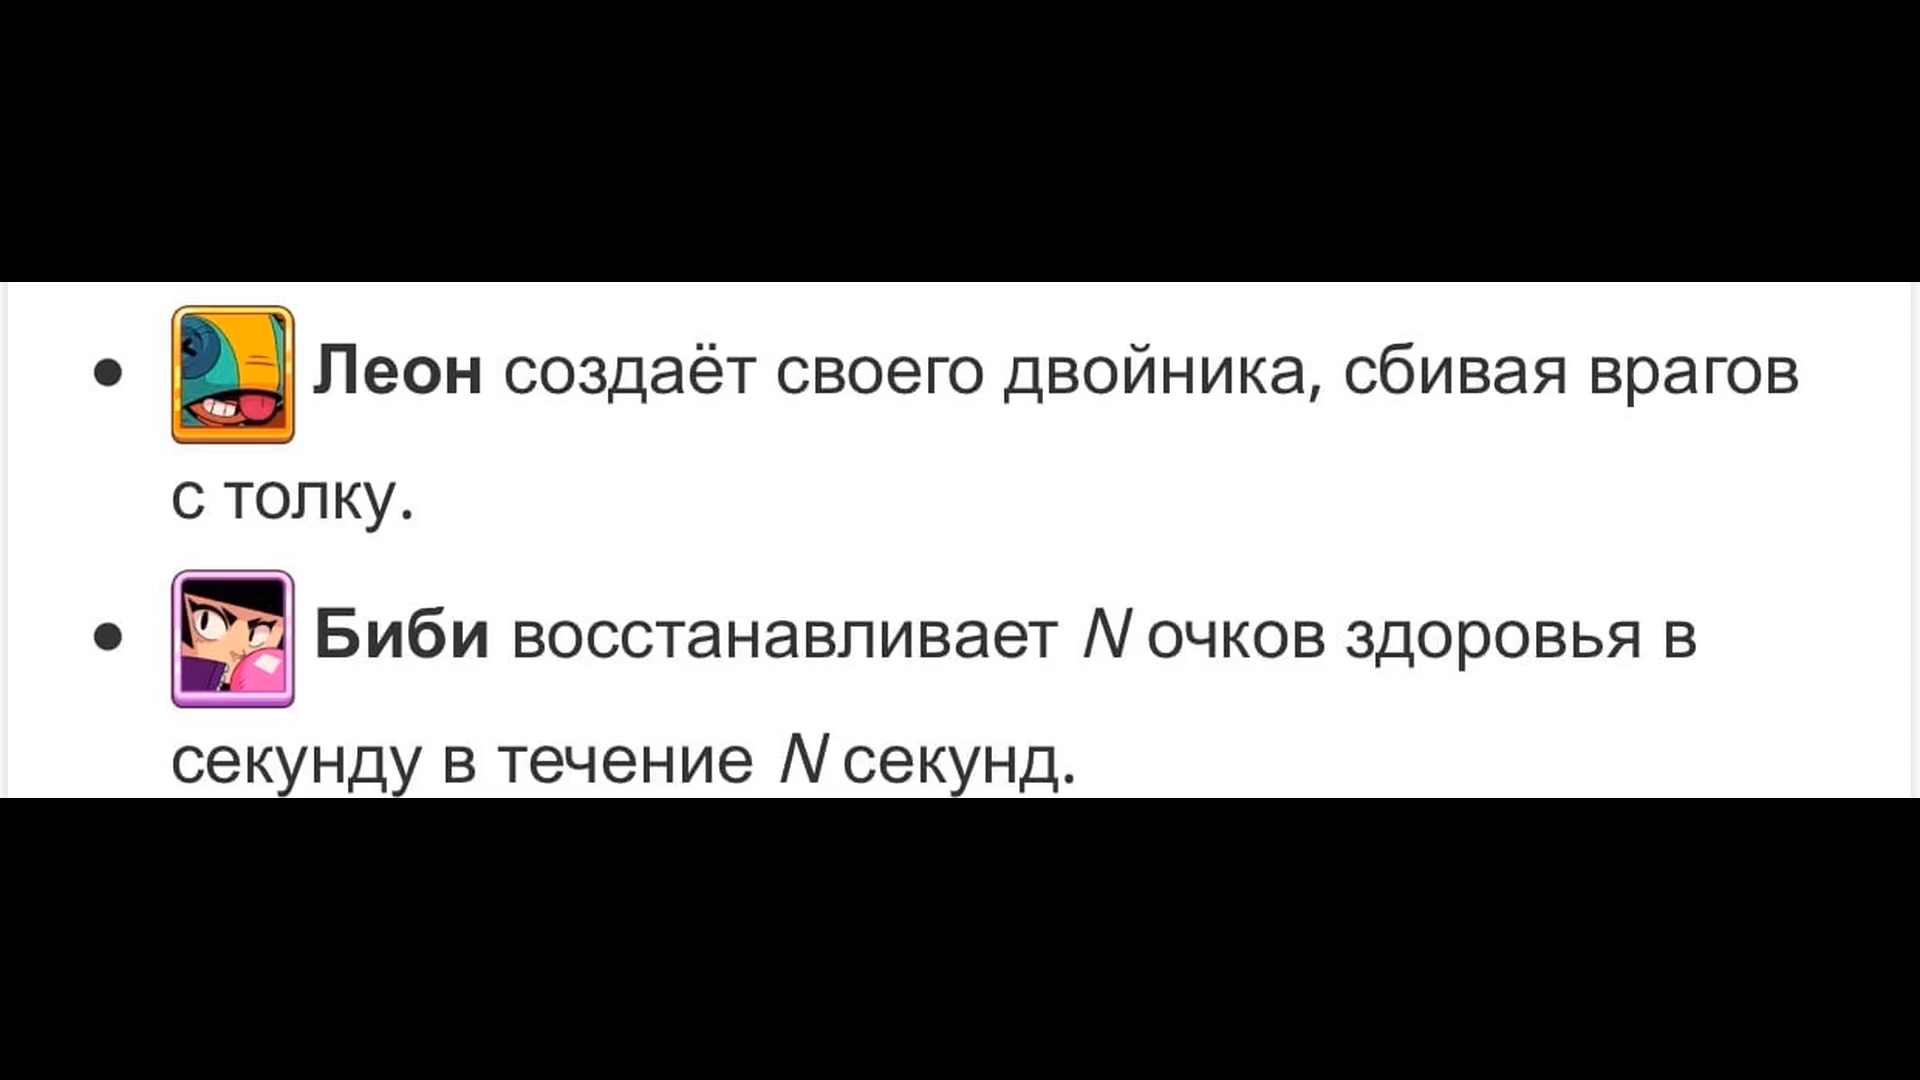 • Леон создаёт своего двойника, сбивая врагов
с толку.
• Биби восстанавливает N очков здоровья в
секунду в течение N секунд.